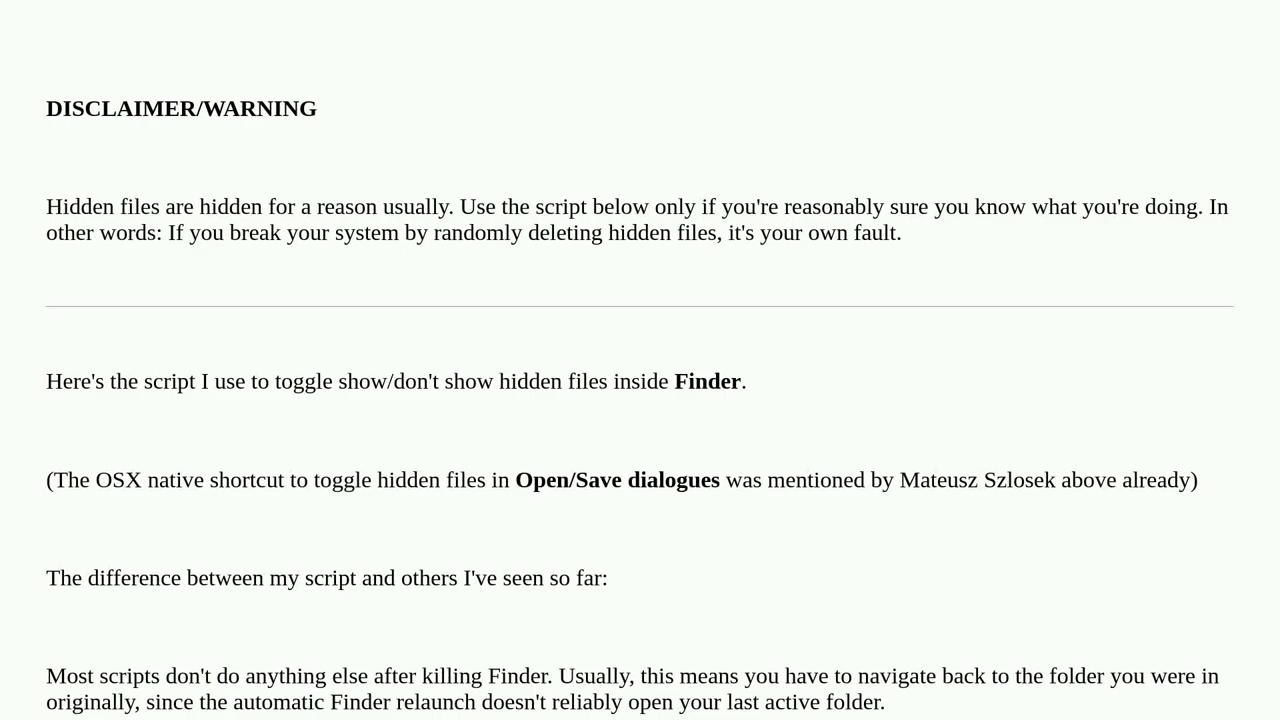 DISCLAIMER/WARNING
Hidden files are hidden for a reason usually. Use the script below only if you're reasonably sure you know what you're doing. In
other words: If you break your system by randomly deleting hidden files, it's your own fault.
Here's the script I use to toggle show/don't show hidden files inside Finder.
(The OSX native shortcut to toggle hidden files in Open/Save dialogues was mentioned by Mateusz Szlosek above already)
The difference between my script and others I've seen so far:
Most scripts don't do anything else after killing Finder. Usually, this means you have to navigate back to the folder you were in
originally, since the automatic Finder relaunch doesn't reliably open your last active folder.